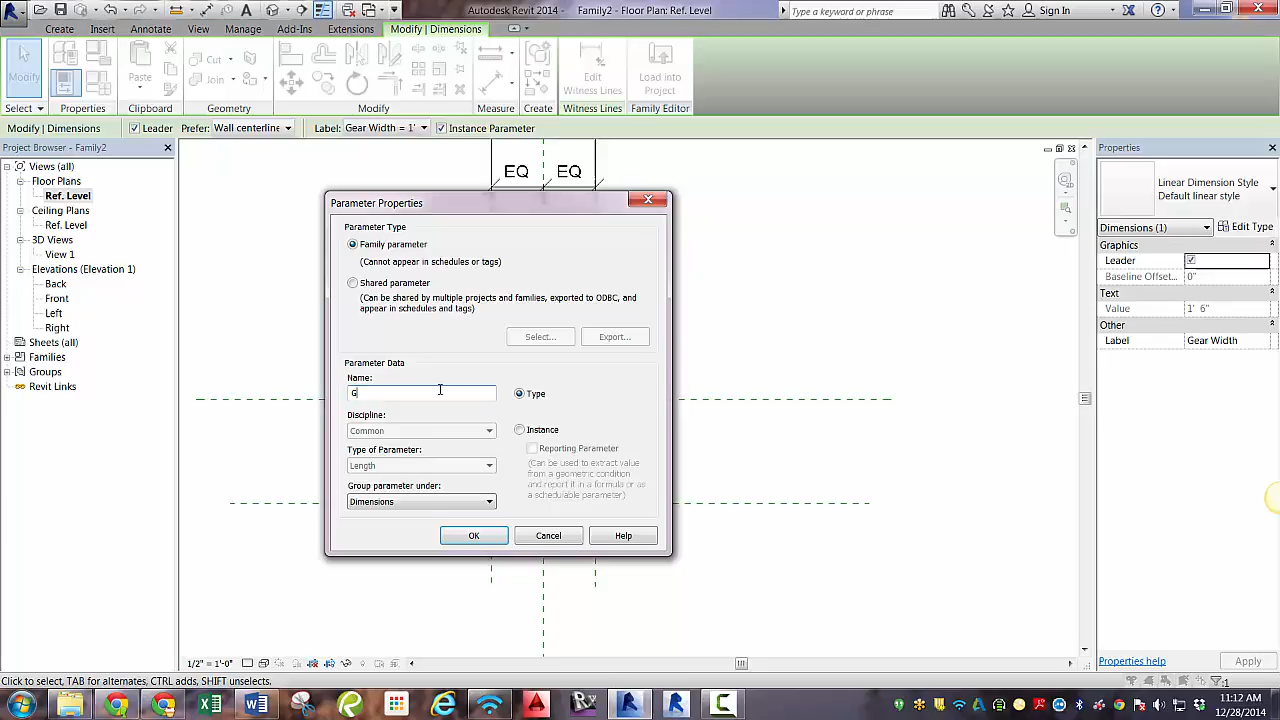 Autodesk Revit 2014 - Family2 - Floor Plan: Ref. Level
Type a keyword or phrase
Sign In
Create Insert Annotate View Manage Add-Ins Extensions Modify | Dimensions
Modify
Paste
Cut
Join
Edit
Witness Lines
Load into
Project
Select Properties Clipboard Geometry Modify Measure Create Witness Lines Family Editor
Modify | Dimensions Leader Prefer: Wall centerline Label: Gear Width = 1' Instance Parameter
Project Browser - Family2
Views (all)
Floor Plans
Ref. Level
Ceiling Plans
Ref. Level
3D Views
View 1
Elevations (Elevation 1)
Back
Front
Left
Right
Sheets (all)
Families
Groups
Revit Links
EQ EQ
Parameter Properties
Parameter Type
Family parameter
(Cannot appear in schedules or tags)
Shared parameter
(Can be shared by multiple projects and families, exported to ODBC, and
appear in schedules and tags)
Select... Export...
Parameter Data
Name:
G
Type
Discipline:
Common
Instance
Reporting Parameter
(Can be used to extract value
from a geometric condition
and report it in a formula or as
a schedulable parameter)
Type of Parameter:
Length
Group parameter under:
Dimensions
OK Cancel Help
Properties
Linear Dimension Style
Default linear style
Dimensions (1) Edit Type
Graphics
Leader
Baseline Offset... 0"
Text
Value 1' 6"
Other
Label Gear Width
Properties help Apply
1/2" = 1'-0"
Click to select, TAB for alternates, CTRL adds, SHIFT unselects.
:1
11:12 AM
12/28/2014